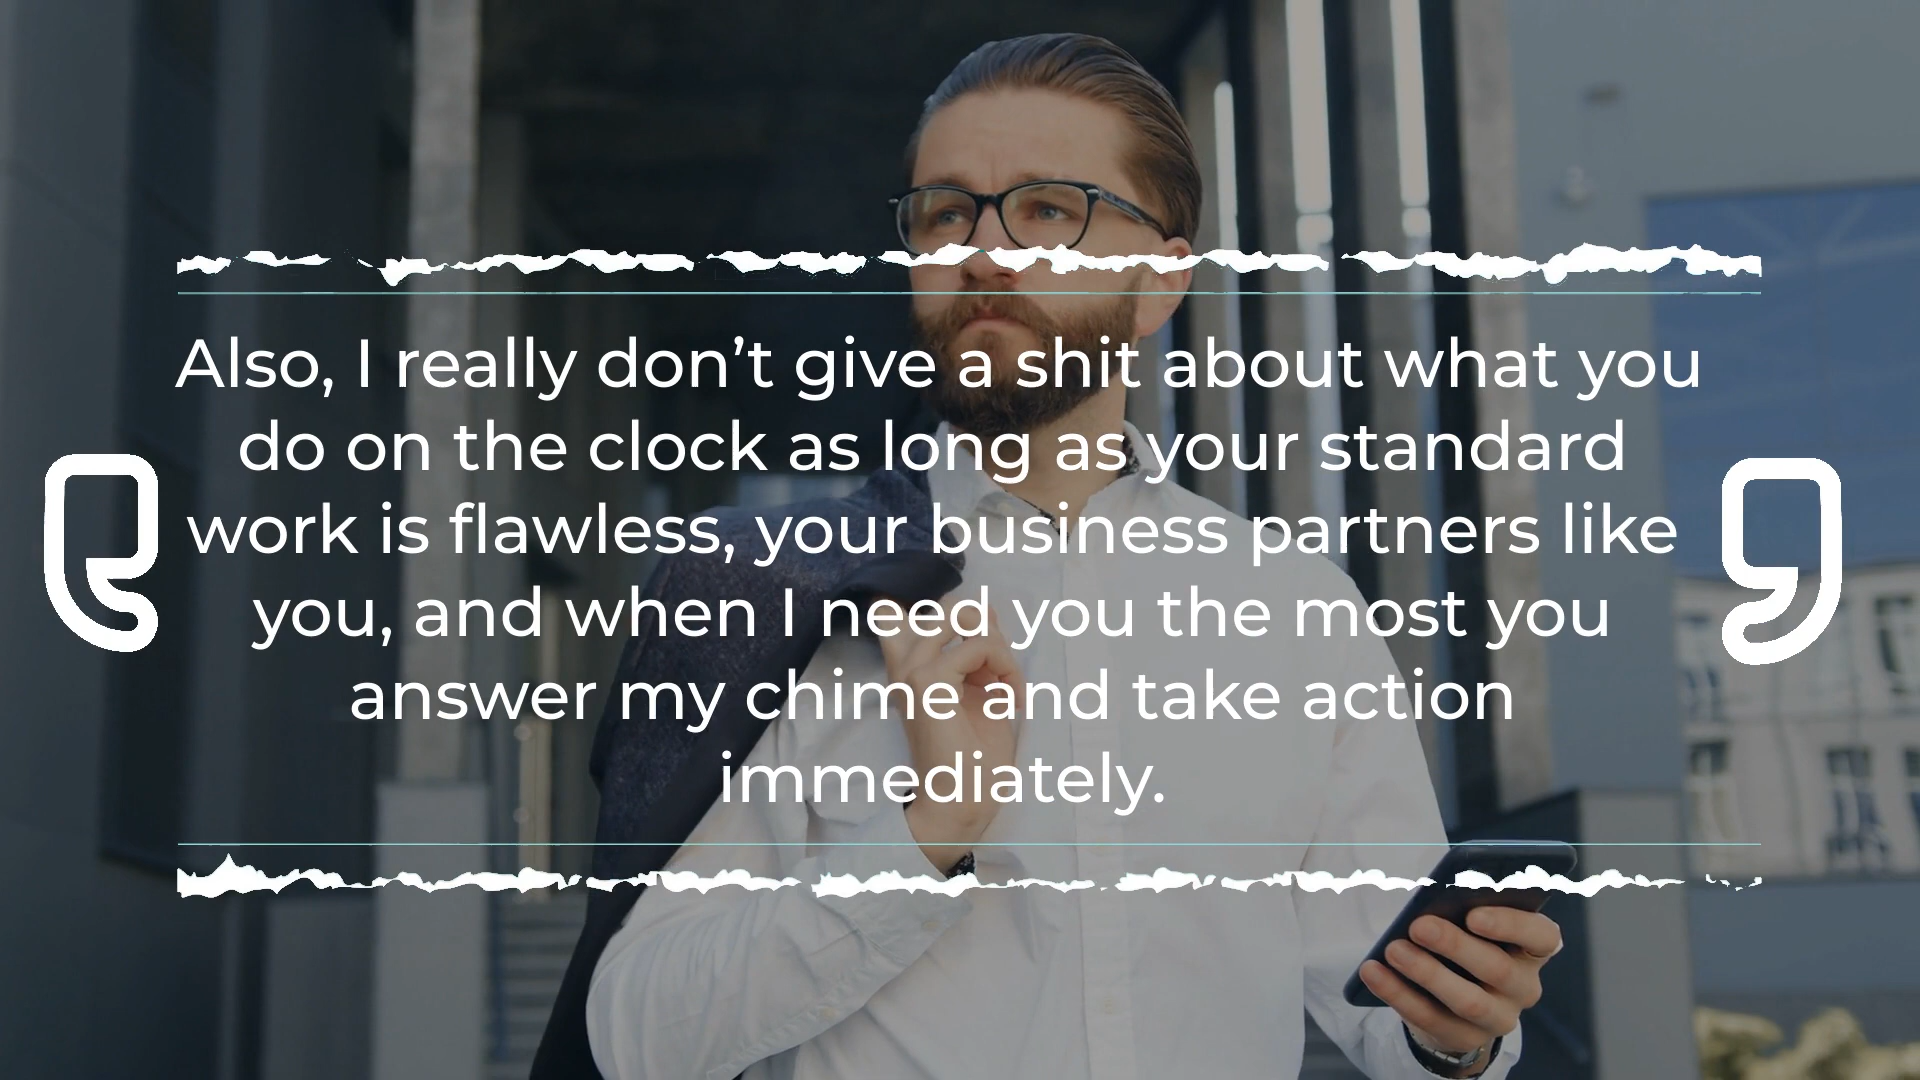 Also, I really don’t give a shit about what you
do on the clock as long as your standard
work is flawless, your business partners like
you, and when I need you the most you
answer my chime and take action
immediately.